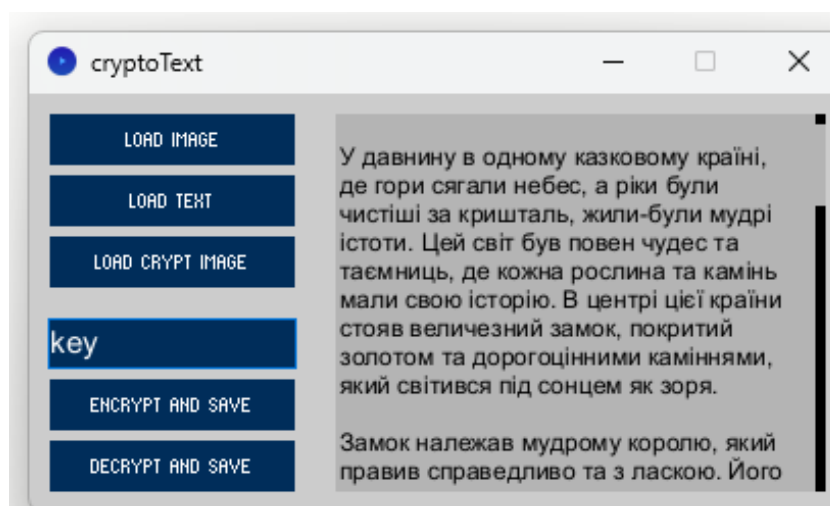 cryptoText
LOAD IMAGE
LOAD TEXT
LOAD CRYPT IMAGE
key
ENCRYPT AND SAVE
DECRYPT AND SAVE
У давнину в одному казковому країні,
де гори сягали небес, а ріки були
чистіші за кришталь, жили-були мудрі
істоти. Цей світ був повен чудес та
таємниць, де кожна рослина та камінь
мали свою історію. В центрі цієї країни
стояв величезний замок, покритий
золотом та дорогоцінними каміннями,
який світився під сонцем як зоря.
Замок належав мудрому королю, який
правив справедливо та з ласкою. Його